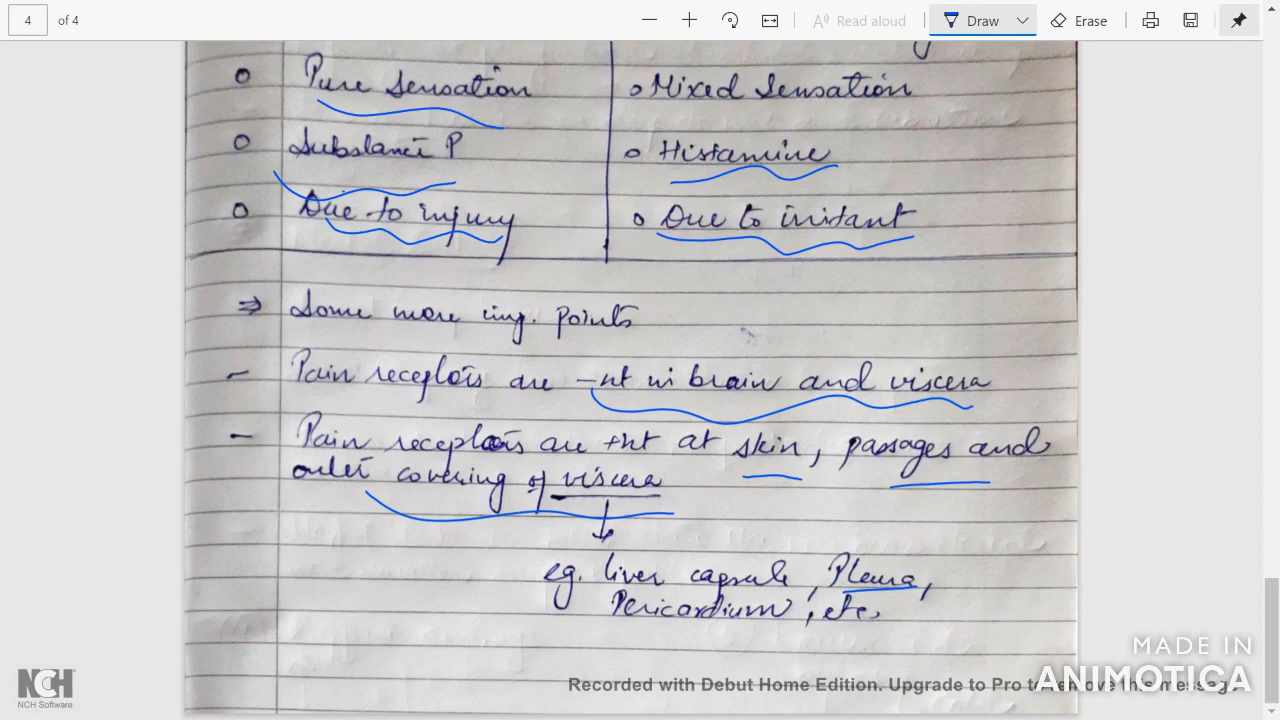 4 of 4 Read aloud Draw Erase
o Pure Sensation o Mixed Sensation
o Substance P o Histamine
o Due to injury o Due to irritant
⇒ Some more imp. points
- Pain receptors are -nt in brain and viscera
- Pain receptors are +nt at skin, passages and
outer covering of viscera
eg. liver capsule, Pleura,
Pericardium, etc.
MADE IN
ANIMOTICA
NCH
NCH Software
Recorded with Debut Home Edition. Upgrade to Pro to remove this message